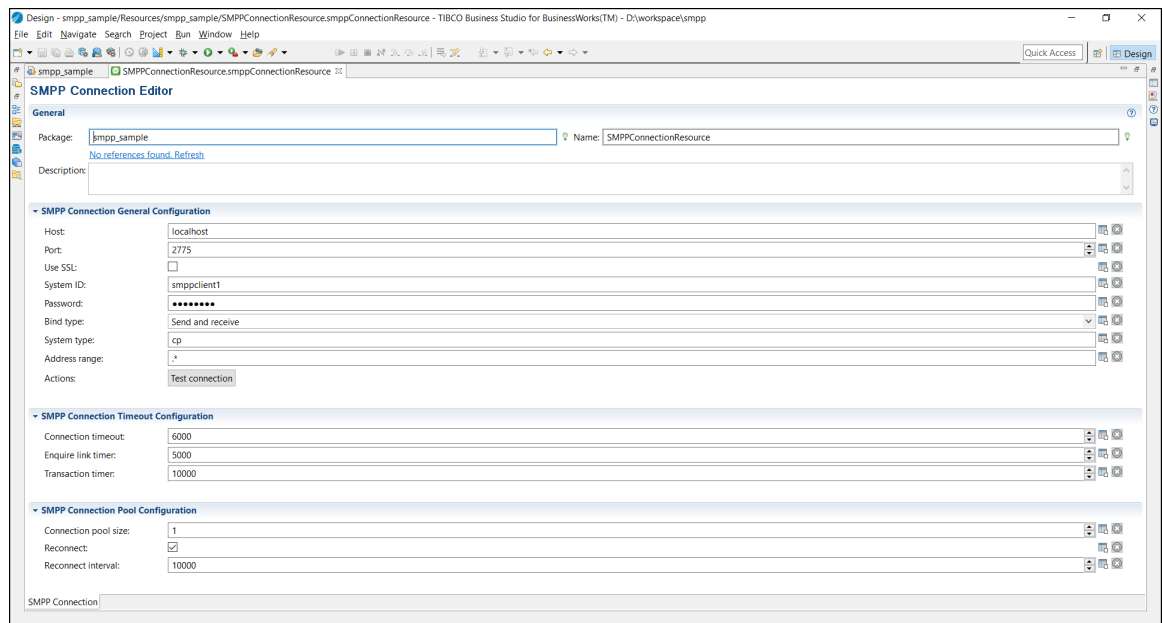 Design - smpp_sample/Resources/smpp_sample/SMPPConnectionResource.smppConnectionResource - TIBCO Business Studio for BusinessWorks(TM) - D:\workspace\smpp
File Edit Navigate Search Project Run Window Help
Quick Access Design
smpp_sample SMPPConnectionResource.smppConnectionResource
SMPP Connection Editor
General
Package: smpp_sample Name: SMPPConnectionResource
No references found. Refresh
Description:
SMPP Connection General Configuration
Host: localhost
Port: 2775
Use SSL:
System ID: smppclient1
Password: ●●●●●●●●
Bind type: Send and receive
System type: cp
Address range: .*
Actions: Test connection
SMPP Connection Timeout Configuration
Connection timeout: 6000
Enquire link timer: 5000
Transaction timer: 10000
SMPP Connection Pool Configuration
Connection pool size: 1
Reconnect:
Reconnect interval: 10000
SMPP Connection